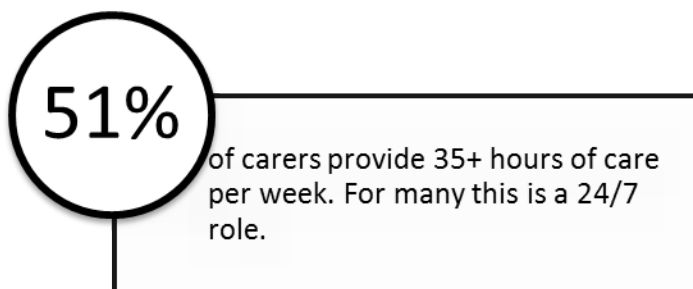 51%
of carers provide 35+ hours of care
per week. For many this is a 24/7
role.